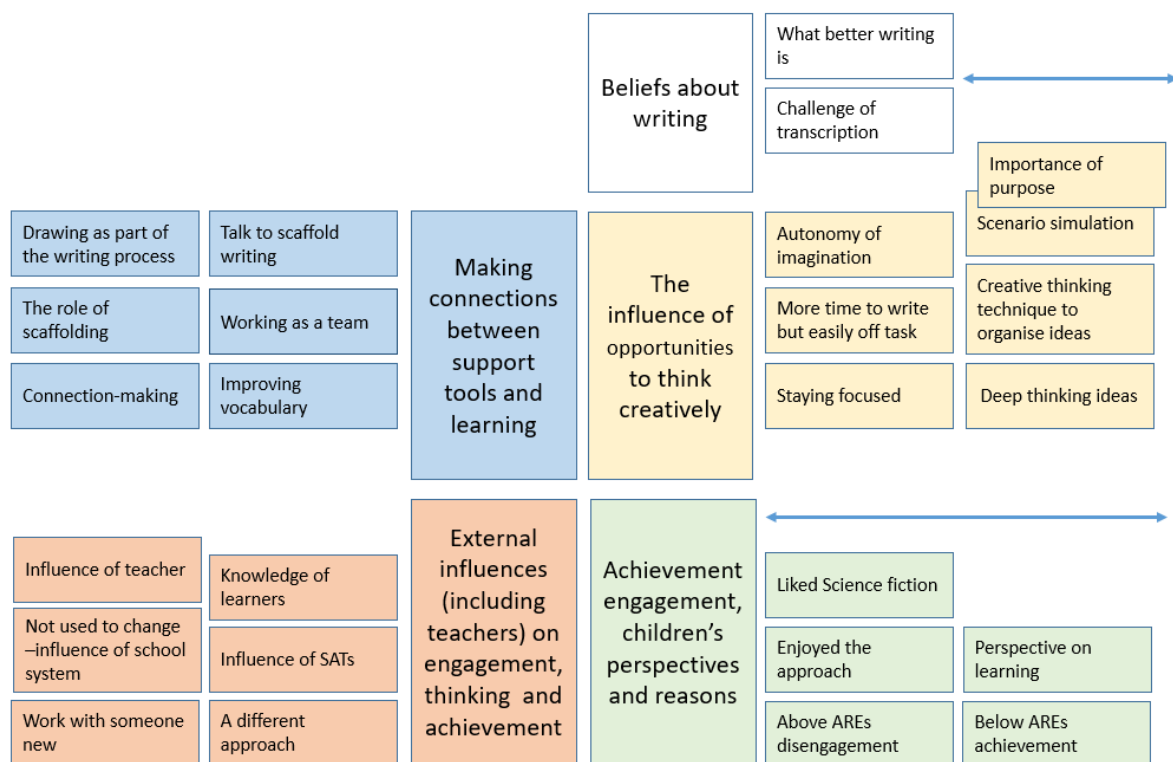 Beliefs about
writing
What better writing
is
Challenge of
transcription
Importance of
purpose
Drawing as part of
the writing process
Talk to scaffold
writing
The role of
scaffolding
Working as a team
Connection-making
Improving
vocabulary
Making
connections
between
support
tools and
learning
The
influence of
opportunities
to think
creatively
Autonomy of
imagination
Scenario simulation
More time to write
but easily off task
Creative thinking
technique to
organise ideas
Staying focused
Deep thinking ideas
Influence of teacher
Knowledge of
learners
Not used to change
–influence of school
system
Influence of SATs
Work with someone
new
A different
approach
External
influences
(including
teachers) on
engagement,
thinking and
achievement
Achievement
engagement,
children’s
perspectives
and reasons
Liked Science fiction
Enjoyed the
approach
Perspective on
learning
Above AREs
disengagement
Below AREs
achievement